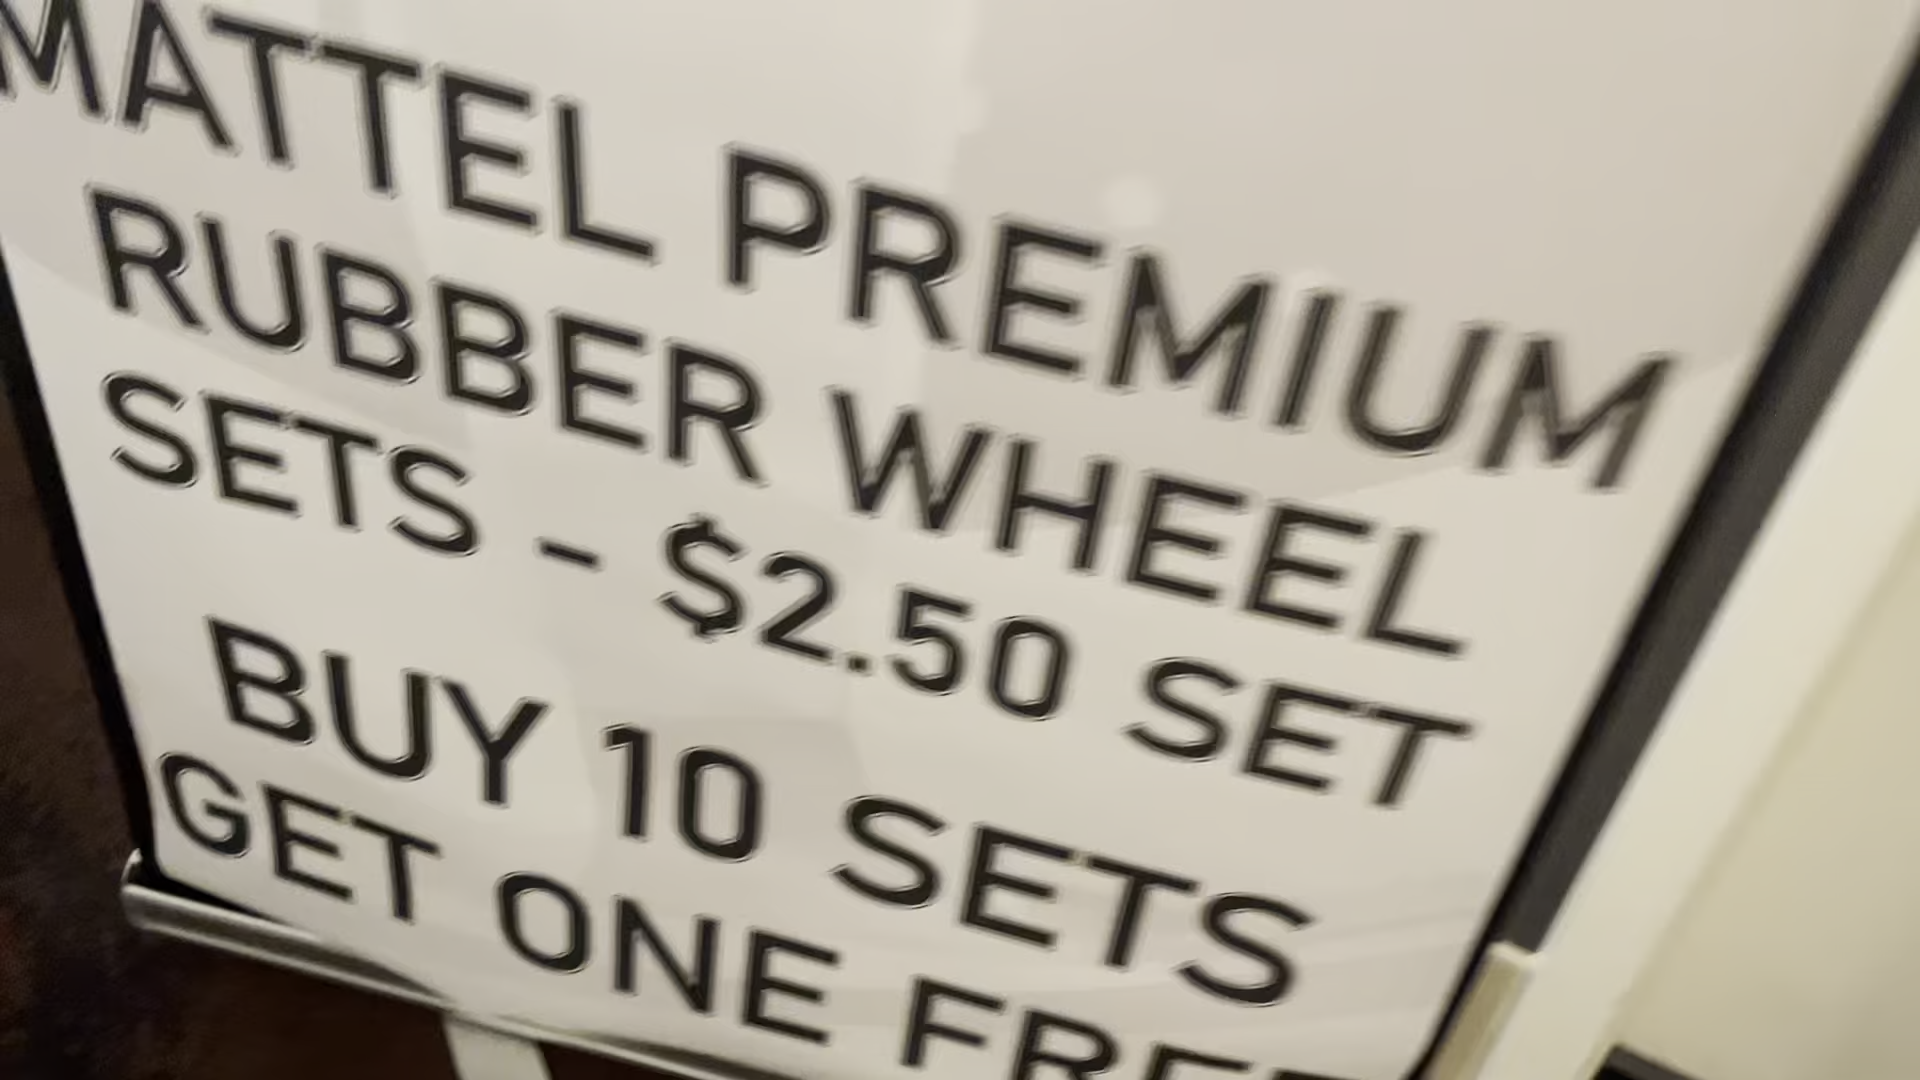 MATTEL PREMIUM
RUBBER WHEEL
SETS - $2.50 SET
BUY 10 SETS
GET ONE FREE